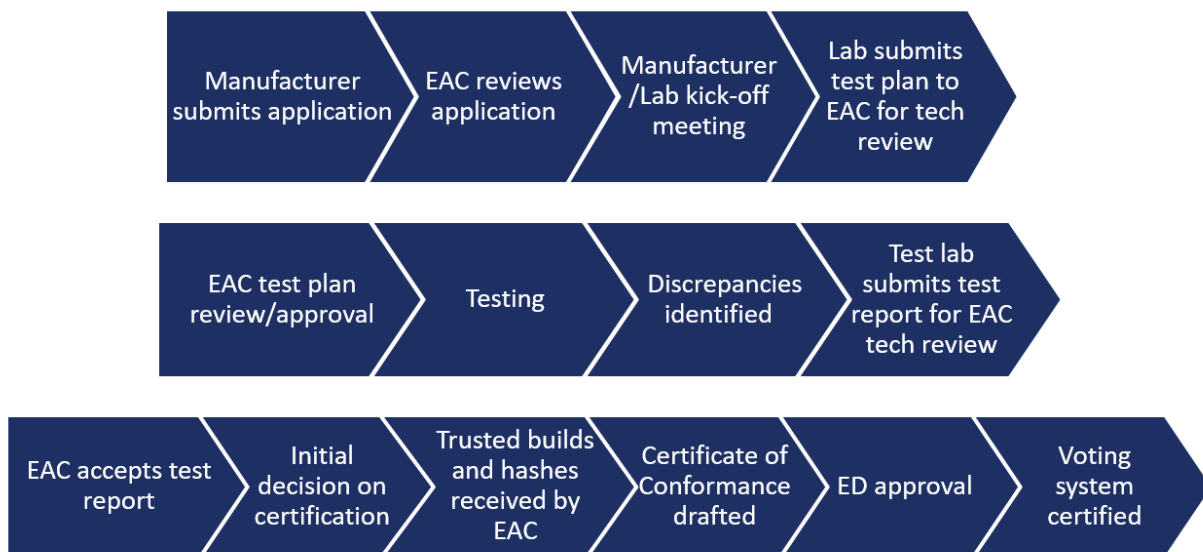 Manufacturer
submits application
EAC reviews
application
Manufacturer
/Lab kick-off
meeting
Lab submits
test plan to
EAC for tech
review
EAC test plan
review/approval
Testing
Discrepancies
identified
Test lab
submits test
report for EAC
tech review
EAC accepts test
report
Initial
decision on
certification
Trusted builds
and hashes
received by
EAC
Certificate of
Conformance
drafted
ED approval
Voting
system
certified